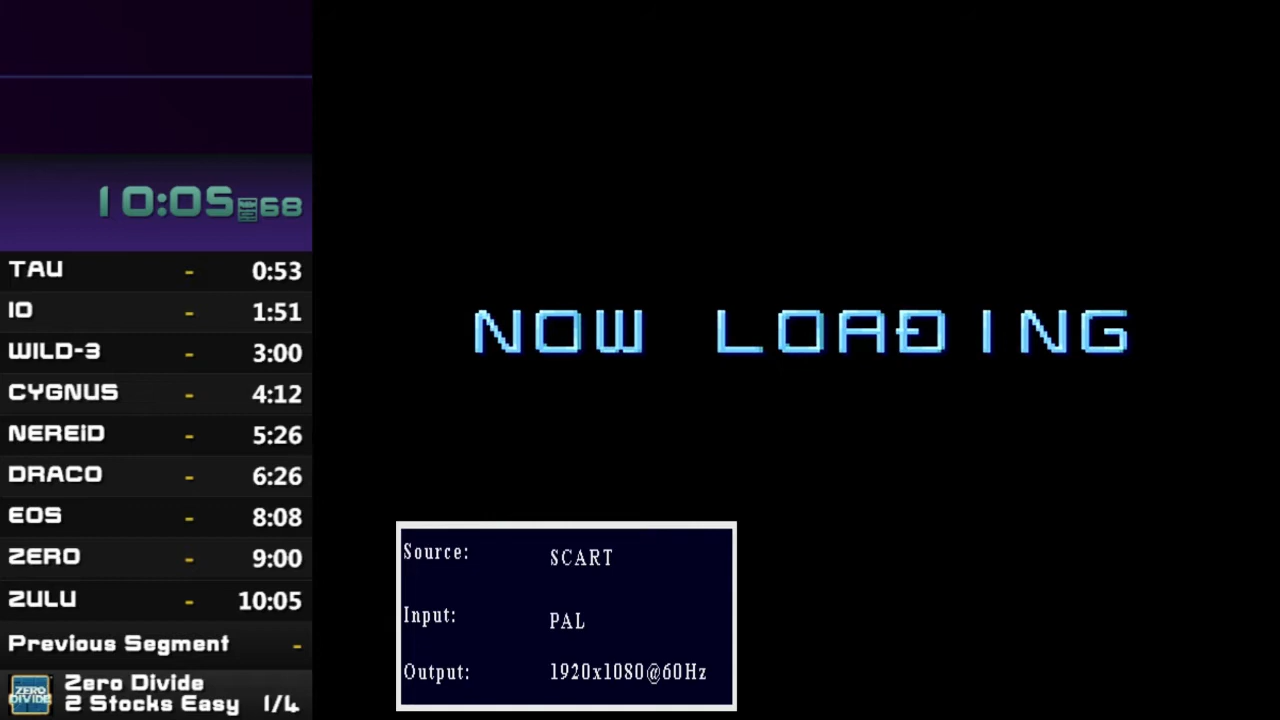 10:05 68
TAU - 0:53
IO - 1:51
WILD-3 - 3:00
CYGNUS - 4:12
NEREID - 5:26
DRACO - 6:26
EOS - 8:08
ZERO - 9:00
ZULU - 10:05
Previous Segment -
ZERO DIVIDE
Zero Divide
2 Stocks Easy 1/4
NOW LOADING
Source: SCART
Input: PAL
Output: 1920x1080@60Hz